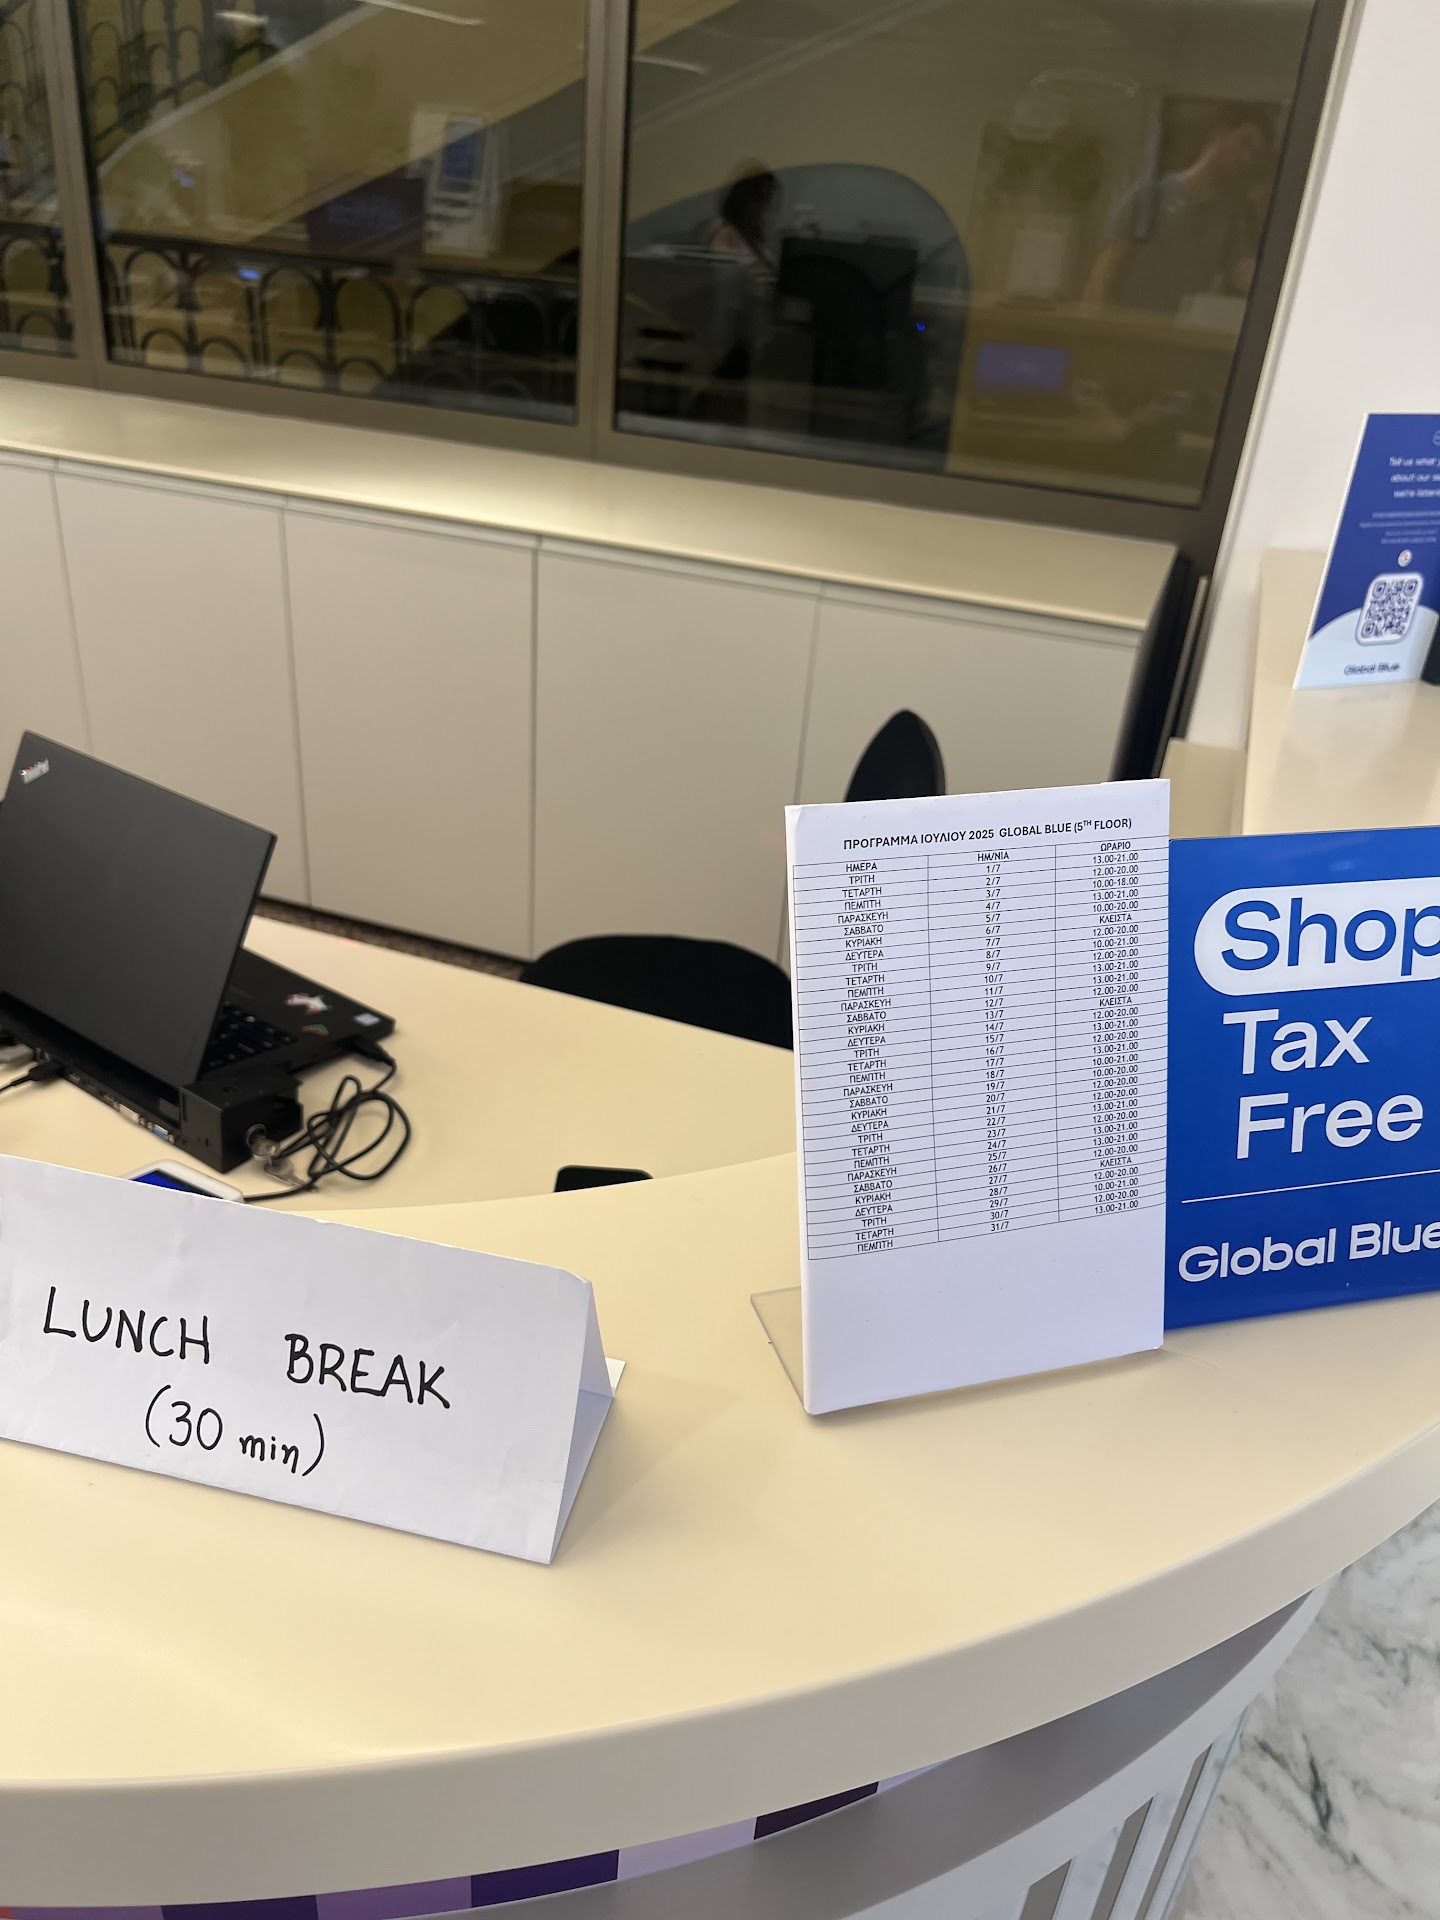 Tell us what
about our
Global Blue
ThinkPad
ΠΡΟΓΡΑΜΜΑ ΙΟΥΛΙΟΥ 2025 GLOBAL BLUE (5TH FLOOR)
ΗΜΕΡΑ ΗΜ/ΝΙΑ ΩΡΑΡΙΟ
ΤΡΙΤΗ 1/7 13.00-21.00
ΤΕΤΑΡΤΗ 2/7 12.00-20.00
ΠΕΜΠΤΗ 3/7 10.00-18.00
ΠΑΡΑΣΚΕΥΗ 4/7 13.00-21.00
ΣΑΒΒΑΤΟ 5/7 10.00-20.00
ΚΥΡΙΑΚΗ 6/7 ΚΛΕΙΣΤΑ
ΔΕΥΤΕΡΑ 7/7 12.00-20.00
ΤΡΙΤΗ 8/7 10.00-21.00
ΤΕΤΑΡΤΗ 9/7 12.00-20.00
ΠΕΜΠΤΗ 10/7 13.00-21.00
ΠΑΡΑΣΚΕΥΗ 11/7 13.00-21.00
ΣΑΒΒΑΤΟ 12/7 12.00-20.00
ΚΥΡΙΑΚΗ 13/7 ΚΛΕΙΣΤΑ
ΔΕΥΤΕΡΑ 14/7 12.00-20.00
ΤΡΙΤΗ 15/7 13.00-21.00
ΤΕΤΑΡΤΗ 16/7 12.00-20.00
ΠΕΜΠΤΗ 17/7 13.00-21.00
ΠΑΡΑΣΚΕΥΗ 18/7 10.00-21.00
ΣΑΒΒΑΤΟ 19/7 10.00-20.00
ΚΥΡΙΑΚΗ 20/7 12.00-20.00
ΔΕΥΤΕΡΑ 21/7 12.00-20.00
ΤΡΙΤΗ 22/7 13.00-21.00
ΤΕΤΑΡΤΗ 23/7 12.00-20.00
ΠΕΜΠΤΗ 24/7 13.00-21.00
ΠΑΡΑΣΚΕΥΗ 25/7 13.00-21.00
ΣΑΒΒΑΤΟ 26/7 12.00-20.00
ΚΥΡΙΑΚΗ 27/7 ΚΛΕΙΣΤΑ
ΔΕΥΤΕΡΑ 28/7 12.00-20.00
ΤΡΙΤΗ 29/7 10.00-21.00
ΤΕΤΑΡΤΗ 30/7 12.00-20.00
ΠΕΜΠΤΗ 31/7 13.00-21.00
Shop
Tax
Free
Global Blue
LUNCH BREAK
(30 min)